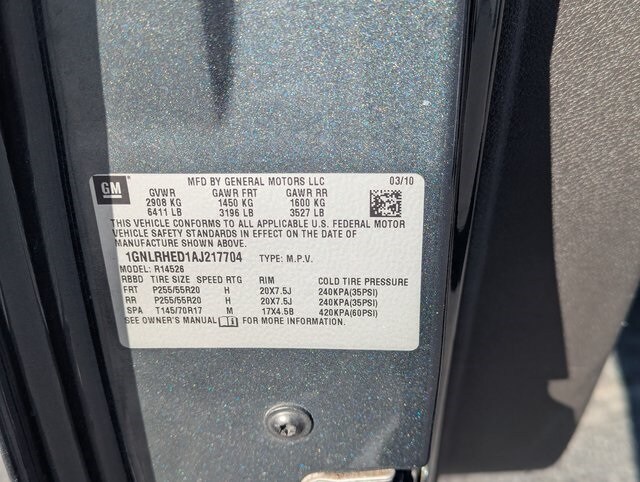 GM
MFD BY GENERAL MOTORS LLC 03/10
GVWR GAWR FRT GAWR RR
2908 KG 1450 KG 1600 KG
6411 LB 3196 LB 3527 LB
THIS VEHICLE CONFORMS TO ALL APPLICABLE U.S. FEDERAL MOTOR
VEHICLE SAFETY STANDARDS IN EFFECT ON THE DATE OF
MANUFACTURE SHOWN ABOVE.
1GNLRHED1AJ217704 TYPE: M.P.V.
MODEL: R14526
RBBD TIRE SIZE SPEED RTG RIM COLD TIRE PRESSURE
FRT P255/55R20 H 20X7.5J 240KPA(35PSI)
RR P255/55R20 H 20X7.5J 240KPA(35PSI)
SPA T145/70R17 M 17X4.5B 420KPA(60PSI)
SEE OWNER'S MANUAL FOR MORE INFORMATION.